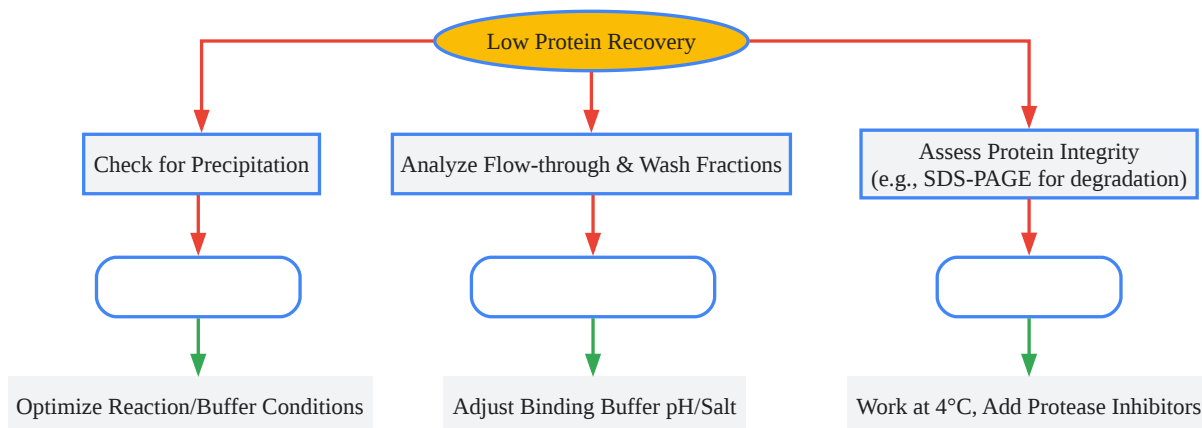 Low Protein Recovery
Check for Precipitation
Analyze Flow-through & Wash Fractions
Assess Protein Integrity
(e.g., SDS-PAGE for degradation)
Optimize Reaction/Buffer Conditions
Adjust Binding Buffer pH/Salt
Work at 4°C, Add Protease Inhibitors